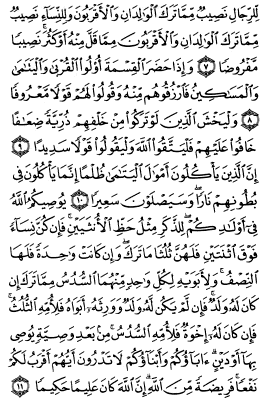 لِّلرِّجَالِ نَصِيبٌ مِّمَّا تَرَكَ الْوَالِدَانِ وَالْأَقْرَبُونَ وَلِلنِّسَاءِ نَصِيبٌ
مِّمَّا تَرَكَ الْوَالِدَانِ وَالْأَقْرَبُونَ مِمَّا قَلَّ مِنْهُ أَوْ كَثُرَ ۚ نَصِيبًا
مَّفْرُوضًا ٧ وَإِذَا حَضَرَ الْقِسْمَةَ أُولُوا الْقُرْبَىٰ وَالْيَتَامَىٰ
وَالْمَسَاكِينُ فَارْزُقُوهُم مِّنْهُ وَقُولُوا لَهُمْ قَوْلًا مَّعْرُوفًا
٨ وَلْيَخْشَ الَّذِينَ لَوْ تَرَكُوا مِنْ خَلْفِهِمْ ذُرِّيَّةً ضِعَافًا
خَافُوا عَلَيْهِمْ فَلْيَتَّقُوا اللَّهَ وَلْيَقُولُوا قَوْلًا سَدِيدًا ٩
إِنَّ الَّذِينَ يَأْكُلُونَ أَمْوَالَ الْيَتَامَىٰ ظُلْمًا إِنَّمَا يَأْكُلُونَ فِي
بُطُونِهِمْ نَارًا ۖ وَسَيَصْلَوْنَ سَعِيرًا ١٠ يُوصِيكُمُ اللَّهُ
فِي أَوْلَادِكُمْ ۖ لِلذَّكَرِ مِثْلُ حَظِّ الْأُنثَيَيْنِ ۚ فَإِن كُنَّ نِسَاءً
فَوْقَ اثْنَتَيْنِ فَلَهُنَّ ثُلُثَا مَا تَرَكَ ۖ وَإِن كَانَتْ وَاحِدَةً فَلَهَا
النِّصْفُ ۚ وَلِأَبَوَيْهِ لِكُلِّ وَاحِدٍ مِّنْهُمَا السُّدُسُ مِمَّا تَرَكَ إِن
كَانَ لَهُ وَلَدٌ ۚ فَإِن لَّمْ يَكُن لَّهُ وَلَدٌ وَوَرِثَهُ أَبَوَاهُ فَلِأُمِّهِ الثُّلُثُ ۚ
فَإِن كَانَ لَهُ إِخْوَةٌ فَلِأُمِّهِ السُّدُسُ ۚ مِن بَعْدِ وَصِيَّةٍ يُوصِي
بِهَا أَوْ دَيْنٍ ۗ آبَاؤُكُمْ وَأَبْنَاؤُكُمْ لَا تَدْرُونَ أَيُّهُمْ أَقْرَبُ لَكُمْ
نَفْعًا ۚ فَرِيضَةً مِّنَ اللَّهِ ۗ إِنَّ اللَّهَ كَانَ عَلِيمًا حَكِيمًا ١١